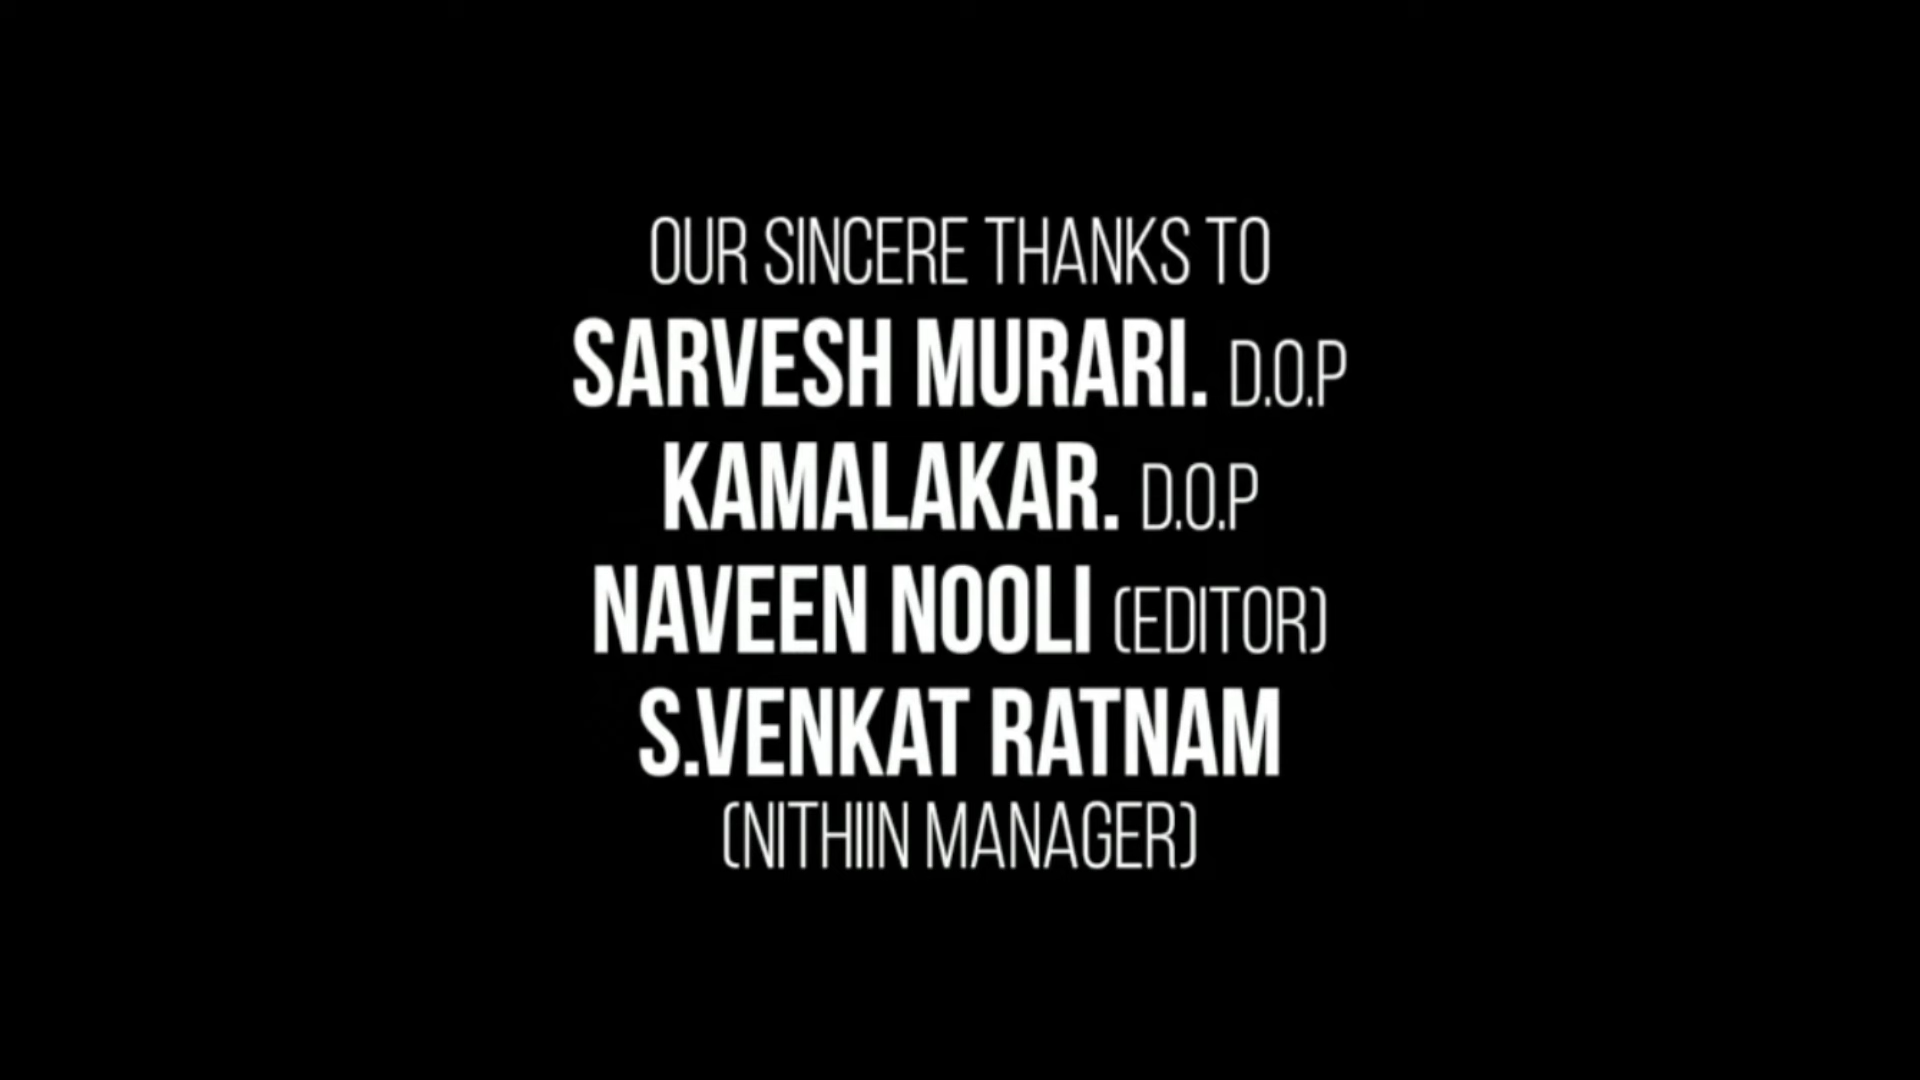 OUR SINCERE THANKS TO
SARVESH MURARI. D.O.P
KAMALAKAR. D.O.P
NAVEEN NOOLI (EDITOR)
S.VENKAT RATNAM
(NITHIIN MANAGER)